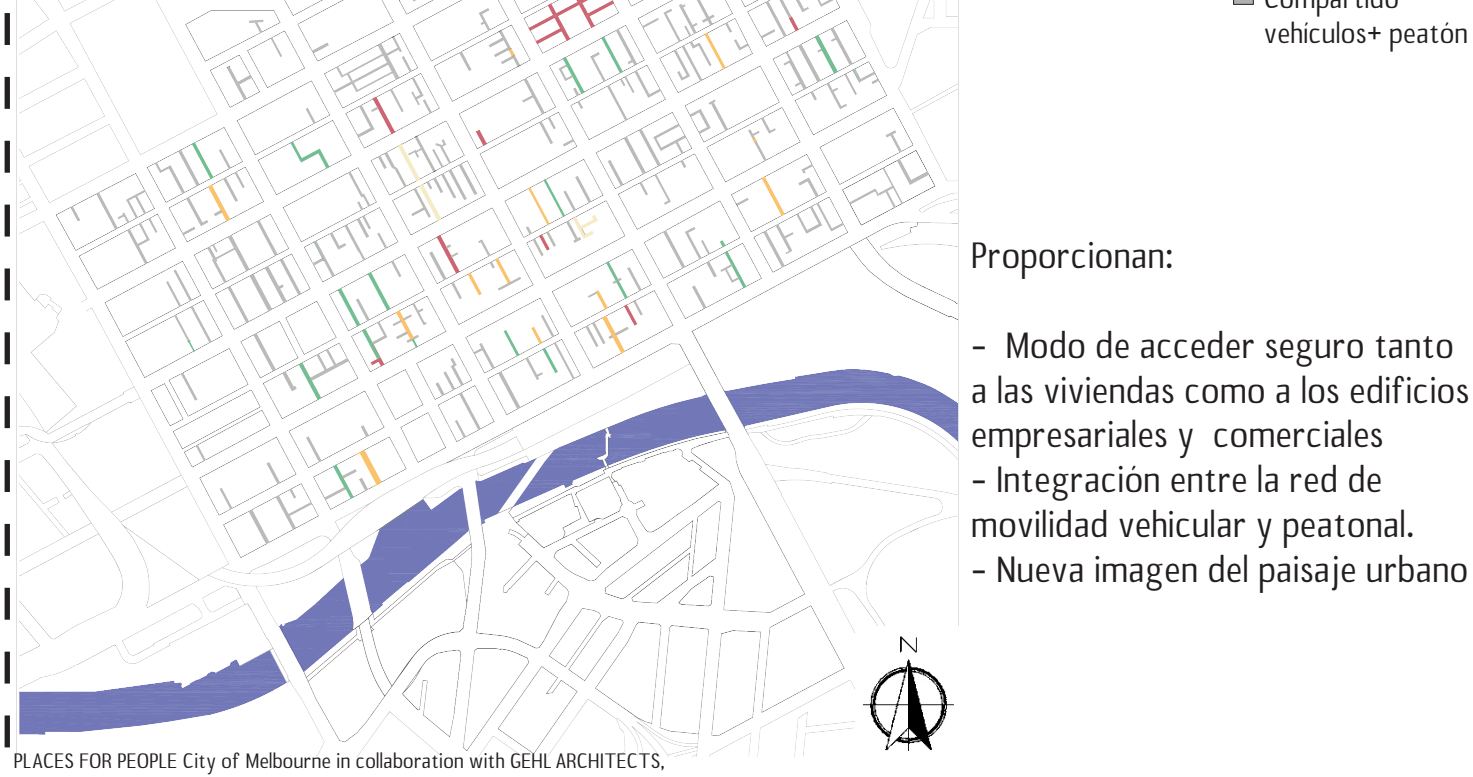 Compartido
vehículos+ peatón
Proporcionan:
- Modo de acceder seguro tanto
a las viviendas como a los edificios
empresariales y comerciales
- Integración entre la red de
movilidad vehicular y peatonal.
- Nueva imagen del paisaje urbano
N
PLACES FOR PEOPLE City of Melbourne in collaboration with GEHL ARCHITECTS,